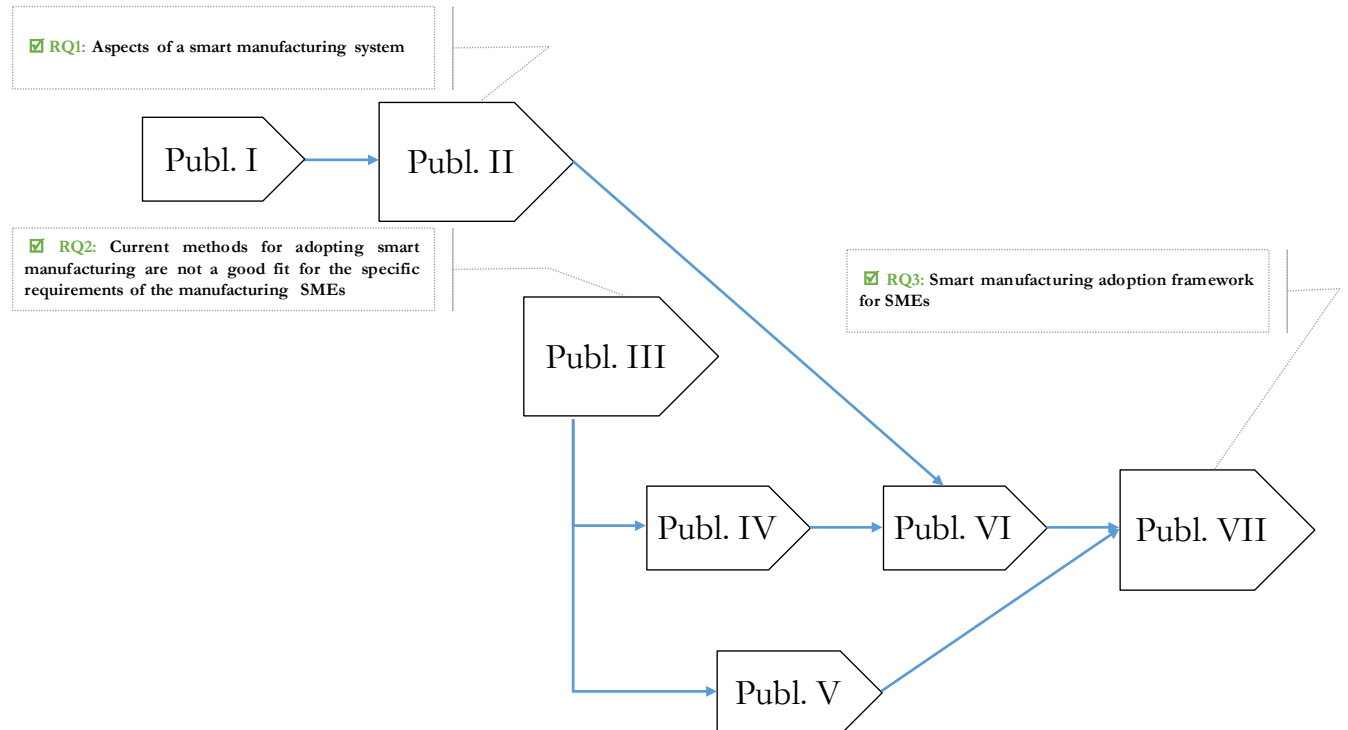 ☑ RQ1: Aspects of a smart manufacturing system
Publ. I
Publ. II
☑ RQ2: Current methods for adopting smart
manufacturing are not a good fit for the specific
requirements of the manufacturing SMEs
☑ RQ3: Smart manufacturing adoption framework
for SMEs
Publ. III
Publ. IV
Publ. VI
Publ. VII
Publ. V